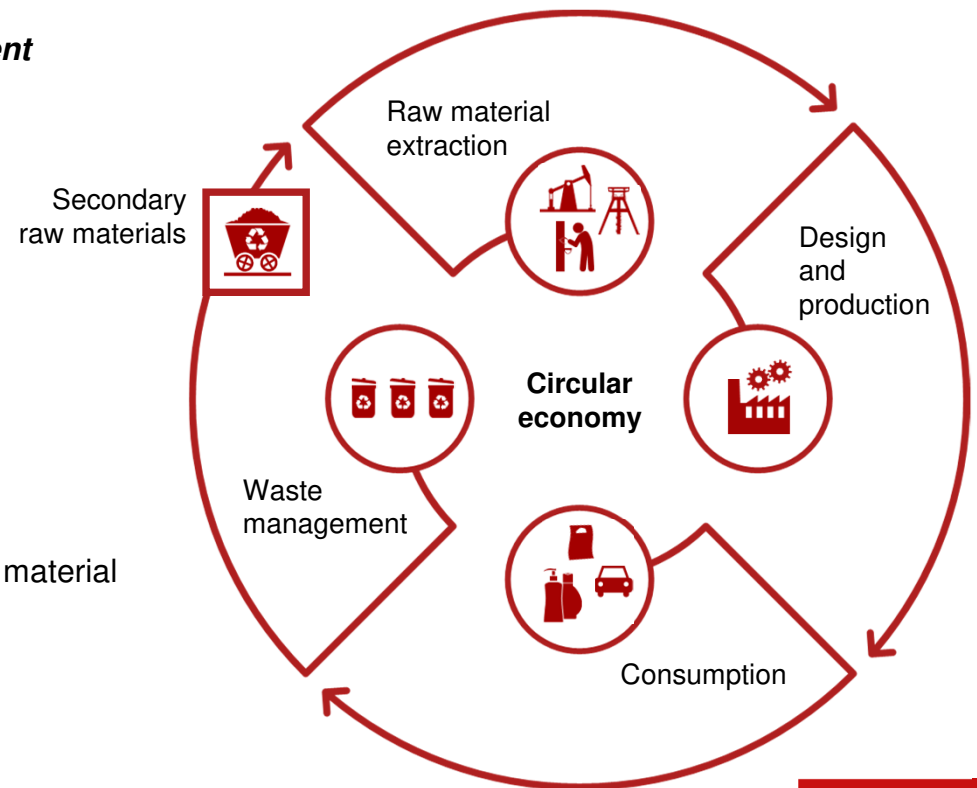 ent
Raw material
extraction
Secondary
raw materials
Design
and
production
Circular
economy
Waste
management
material
Consumption